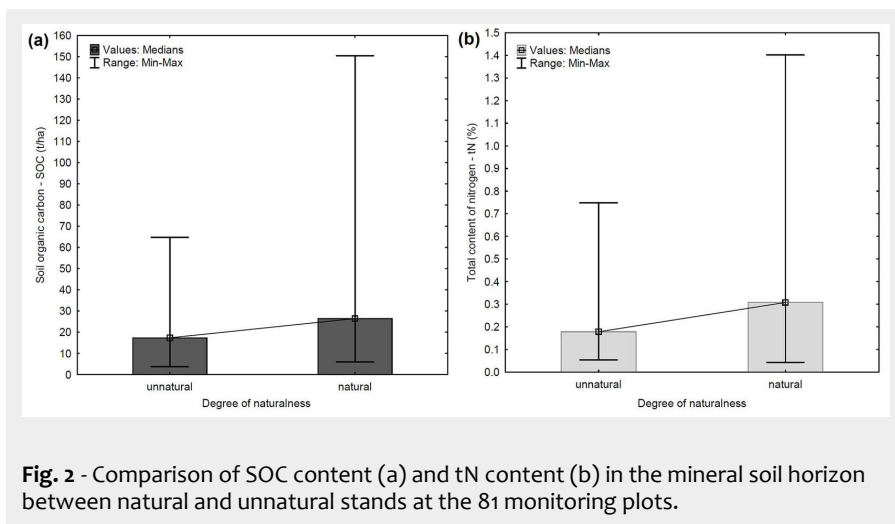 (a)
160
150
140
130
120
110
100
90
80
70
60
50
40
30
20
10
0
Soil organic carbon - SOC (t/ha)
Values: Medians
Range: Min-Max
unnatural natural
Degree of naturalness
(b)
1.5
1.4
1.3
1.2
1.1
1.0
0.9
0.8
0.7
0.6
0.5
0.4
0.3
0.2
0.1
0.0
Total content of nitrogen - tN (%)
Values: Medians
Range: Min-Max
unnatural natural
Degree of naturalness
Fig. 2 - Comparison of SOC content (a) and tN content (b) in the mineral soil horizon
between natural and unnatural stands at the 81 monitoring plots.